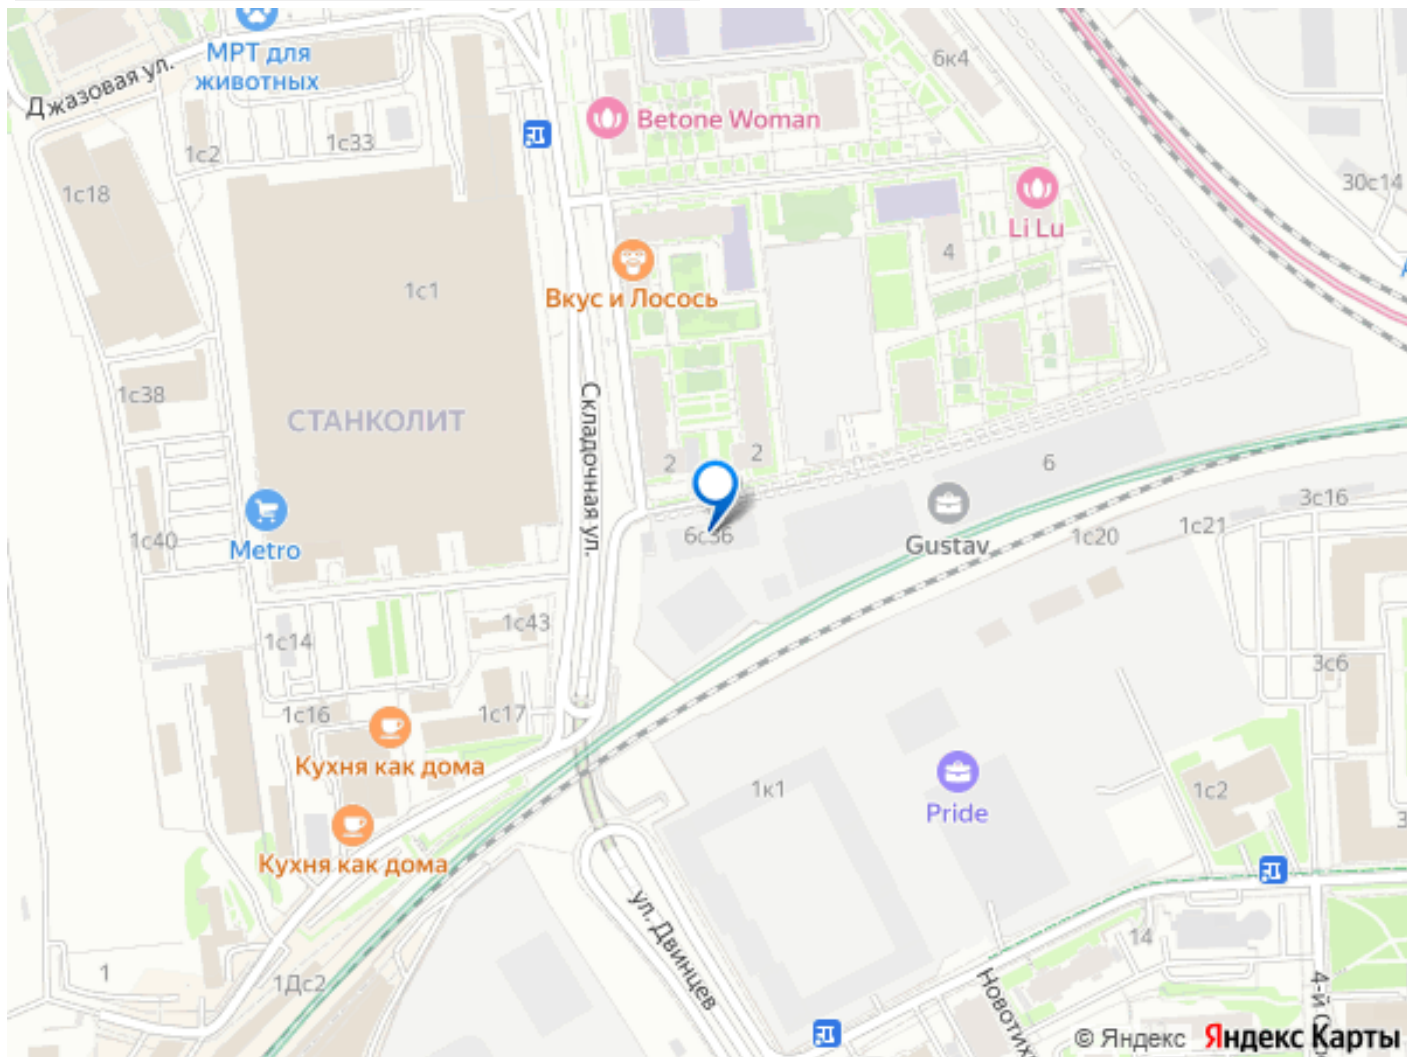 МРТ для
животных
Джазовая ул.
6к4
Betone Woman
1с2
1с33
1с18
30с14
Li Lu
4
Вкус и Лосось
1с1
1с38
СТАНКОЛИТ
Складочная ул.
2
2
6
6с36
Gustav
3с16
1с21
1с20
1с40
Metro
1с43
1с14
3с6
1с16
1с17
Кухня как дома
1к1
Pride
1с2
Кухня как дома
ул. Двинцев
14
1
1Дс2
© Яндекс Яндекс Карты